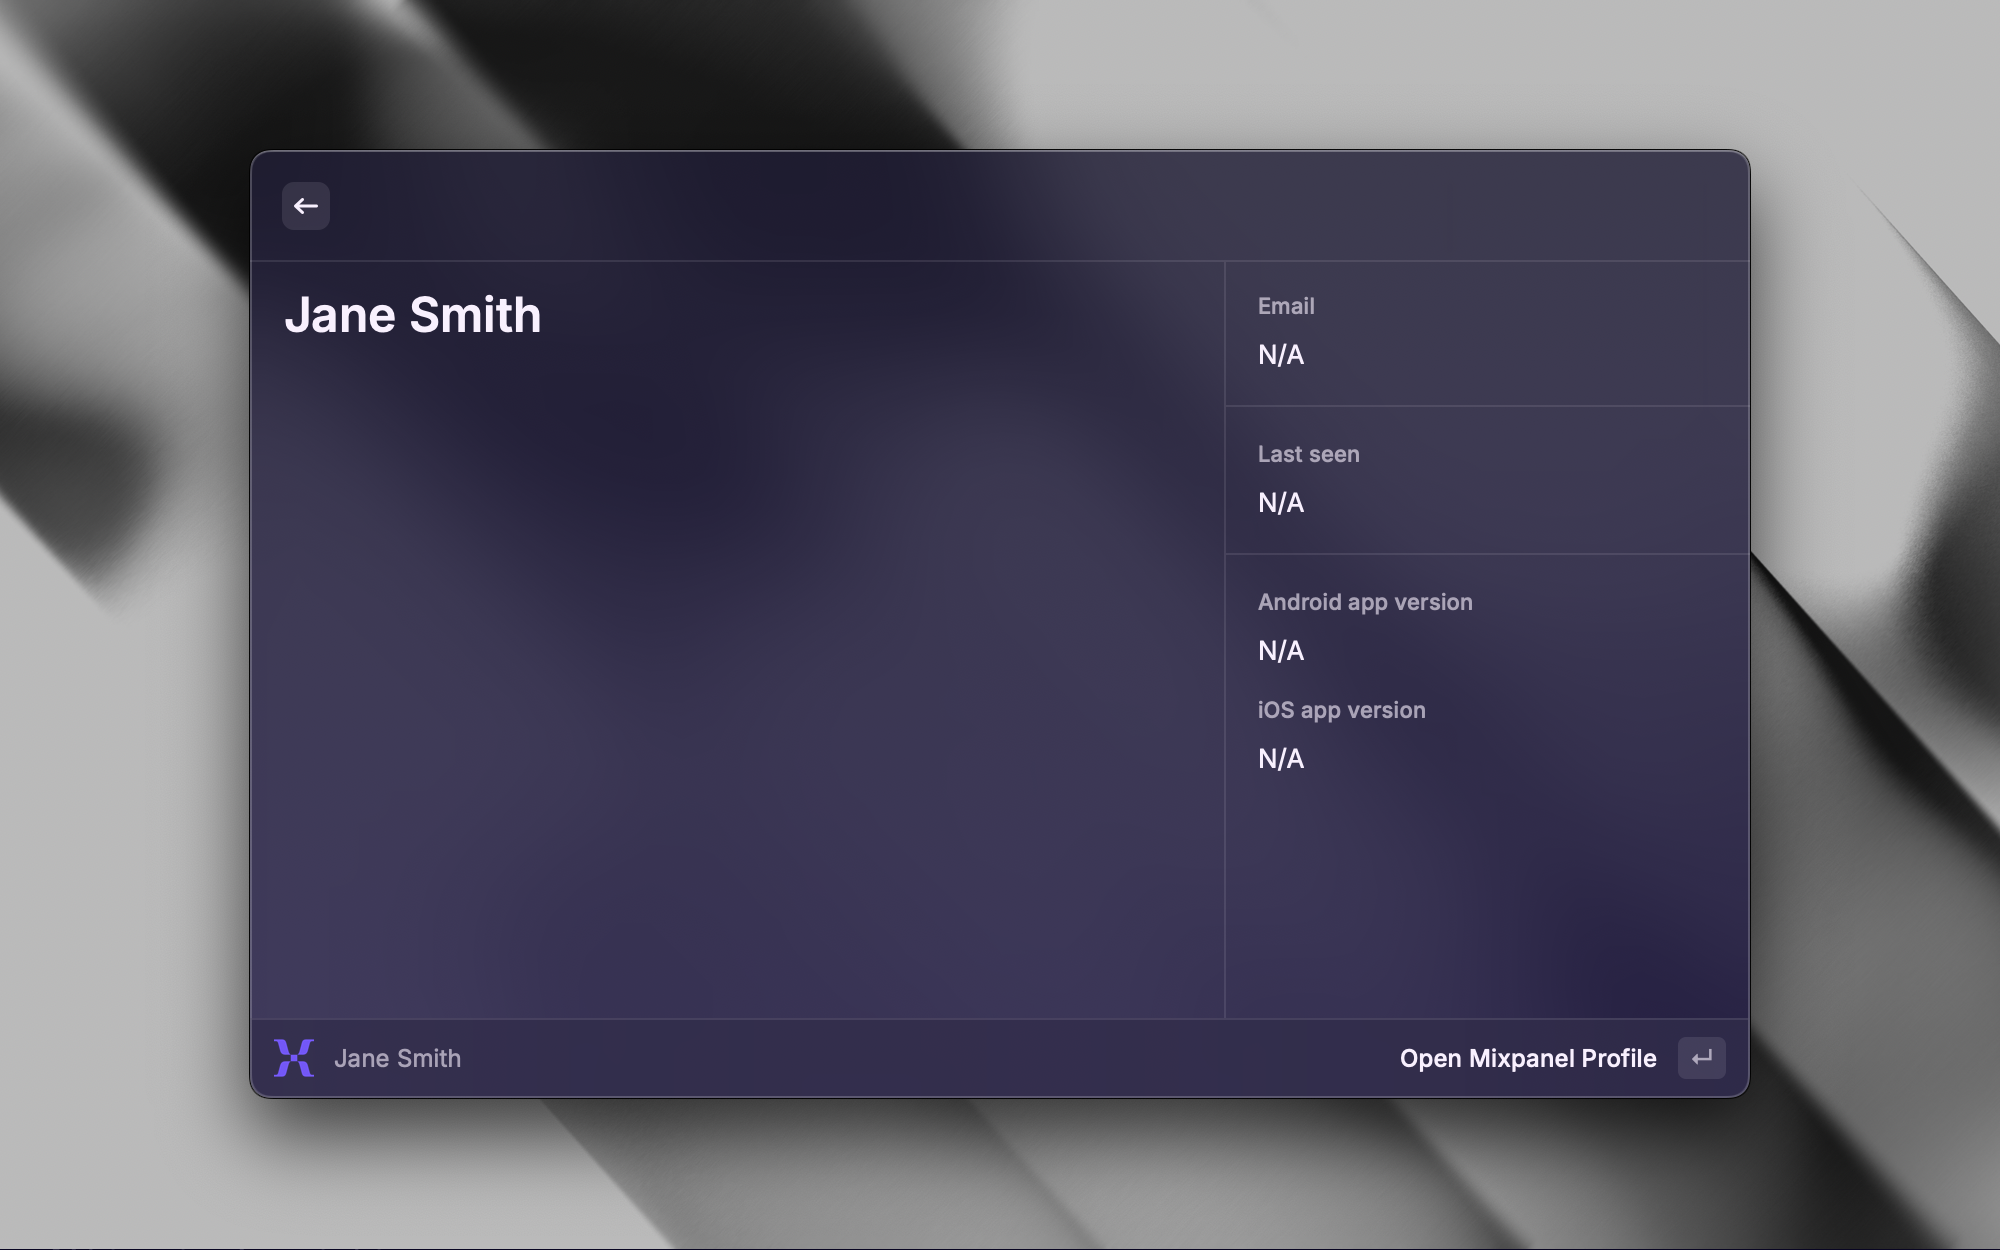 Jane Smith
Email
N/A
Last seen
N/A
Android app version
N/A
iOS app version
N/A
Jane Smith
Open Mixpanel Profile